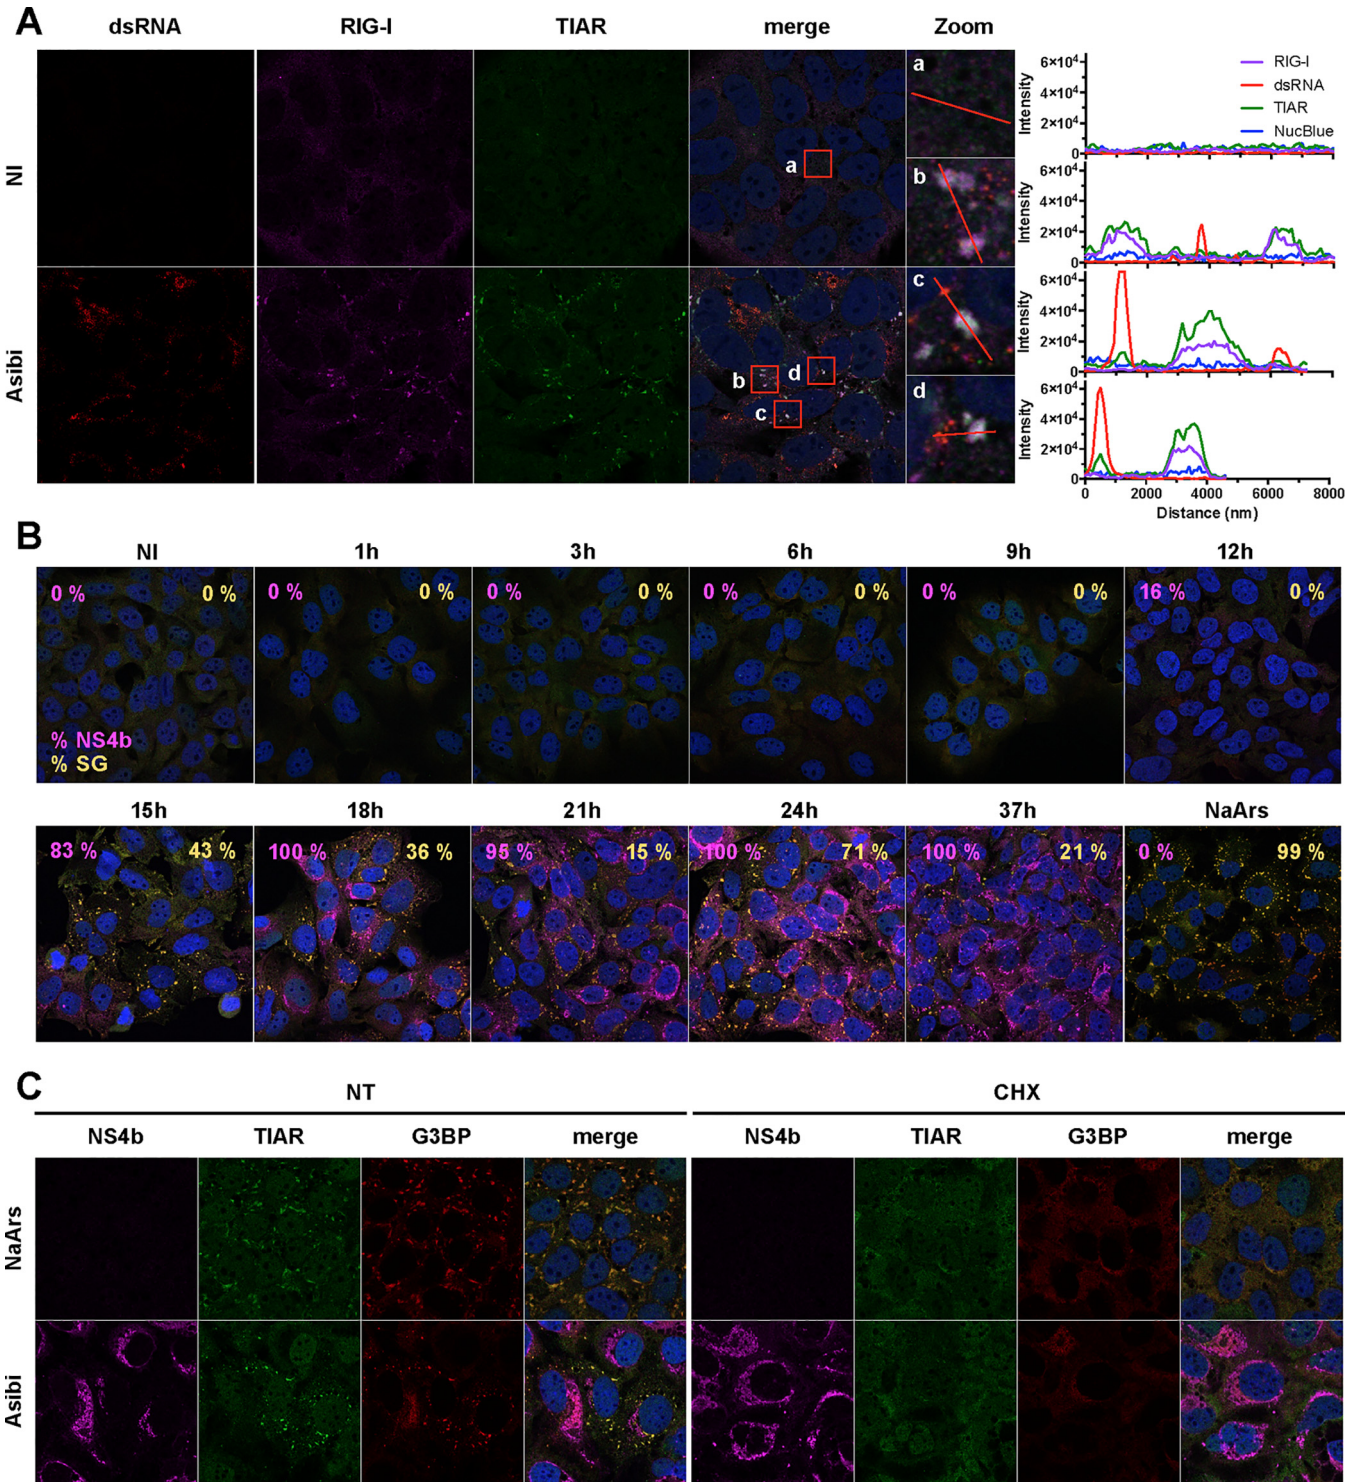 A
dsRNA RIG-I TIAR merge Zoom
NI
Asibi
a
b
c
d
a
b
c
d
RIG-I
dsRNA
TIAR
NucBlue
Intensity
6×10⁴
4×10⁴
2×10⁴
0
Intensity
6×10⁴
4×10⁴
2×10⁴
0
Intensity
6×10⁴
4×10⁴
2×10⁴
0
Intensity
6×10⁴
4×10⁴
2×10⁴
0
0 2000 4000 6000 8000
Distance (nm)
B
NI 1h 3h 6h 9h 12h
0 % 0 % 0 % 0 % 0 % 0 % 0 % 0 % 0 % 0 % 16 % 0 %
% NS4b
% SG
15h 18h 21h 24h 37h NaArs
83 % 43 % 100 % 36 % 95 % 15 % 100 % 71 % 100 % 21 % 0 % 99 %
C
NT CHX
NS4b TIAR G3BP merge NS4b TIAR G3BP merge
NaArs
Asibi